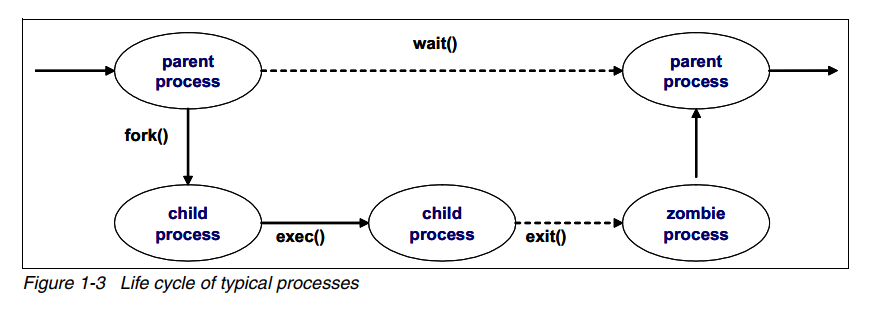 wait()
parent
process
parent
process
fork()
child
process
exec()
child
process
exit()
zombie
process
Figure 1-3 Life cycle of typical processes